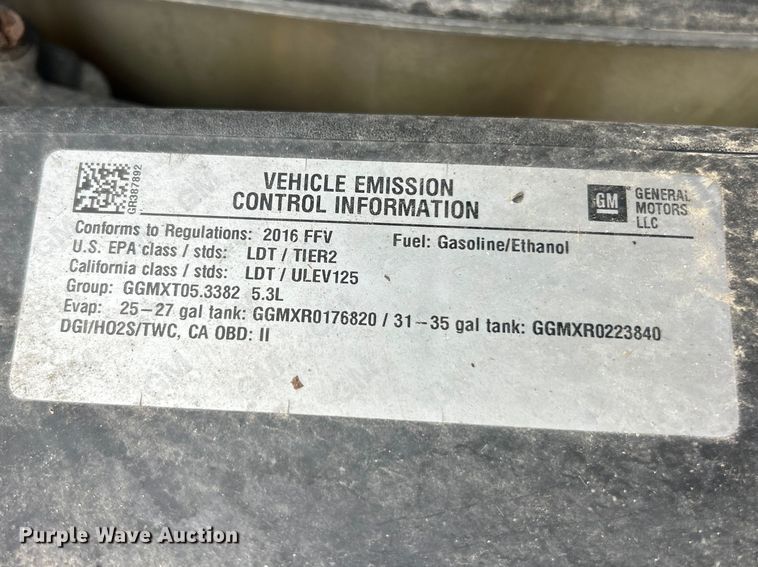 GR387892
VEHICLE EMISSION
CONTROL INFORMATION
GM
GENERAL
MOTORS
LLC
Conforms to Regulations: 2016 FFV Fuel: Gasoline/Ethanol
U.S. EPA class / stds: LDT / TIER2
California class / stds: LDT / ULEV125
Group: GGMXT05.3382 5.3L
Evap: 25-27 gal tank: GGMXR0176820 / 31-35 gal tank: GGMXR0223840
DGI/HO2S/TWC, CA OBD: II
Purple Wave Auction